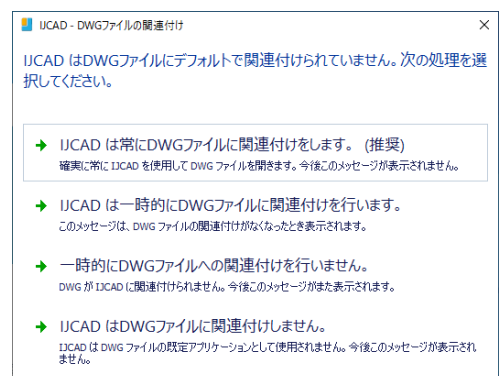 IJCAD - DWGファイルの関連付け
IJCAD はDWGファイルにデフォルトで関連付けられていません。次の処理を選
択してください。
IJCAD は常にDWGファイルに関連付けをします。 (推奨)
確実に常に IJCAD を使用して DWG ファイルを開きます。今後このメッセージが表示されません。
IJCAD は一時的にDWGファイルに関連付けを行います。
このメッセージは、DWG ファイルの関連付けがなくなったとき表示されます。
一時的にDWGファイルへの関連付けを行いません。
DWG が IJCAD に関連付けられません。今後このメッセージがまた表示されます。
IJCAD はDWGファイルに関連付けしません。
IJCAD は DWG ファイルの既定アプリケーションとして使用されません。今後このメッセージが表示され
ません。